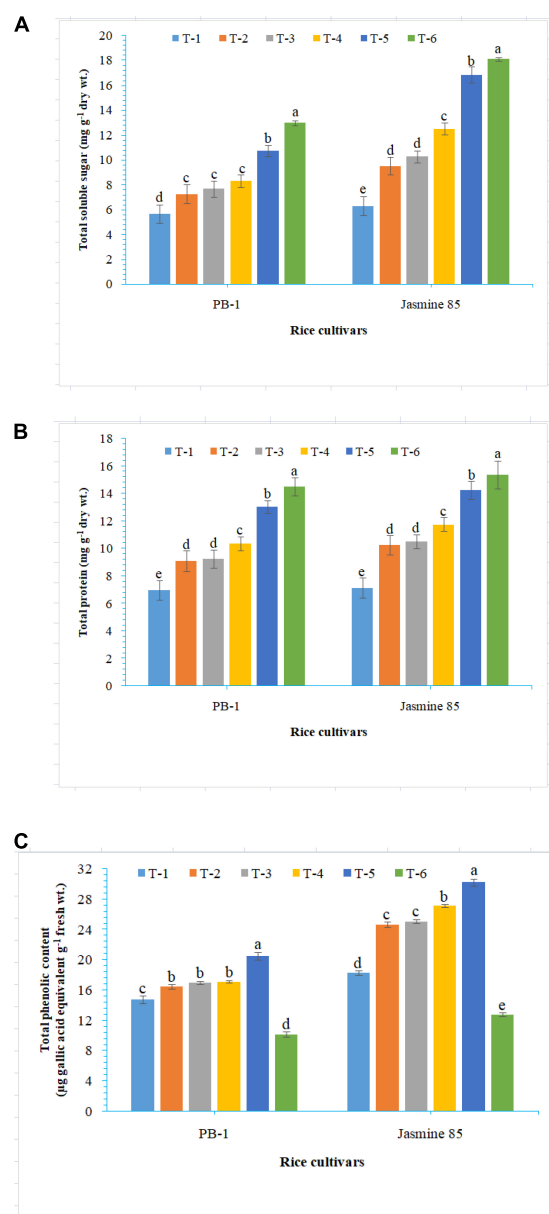 A
T-1 T-2 T-3 T-4 T-5 T-6
Total soluble sugar (mg g-1 dry wt.)
20
18
16
14
12
10
8
6
4
2
0
d c c c b a
e d d c b a
PB-1 Jasmine 85
Rice cultivars
B
T-1 T-2 T-3 T-4 T-5 T-6
Total protein (mg g-1 dry wt.)
18
16
14
12
10
8
6
4
2
0
e d d c b a
e d d c b a
PB-1 Jasmine 85
Rice cultivars
C
T-1 T-2 T-3 T-4 T-5 T-6
Total phenolic content
(µg gallic acid equivalent g-1 fresh wt.)
32
28
24
20
16
12
8
4
0
c b b b a d
d c c b a e
PB-1 Jasmine 85
Rice cultivars